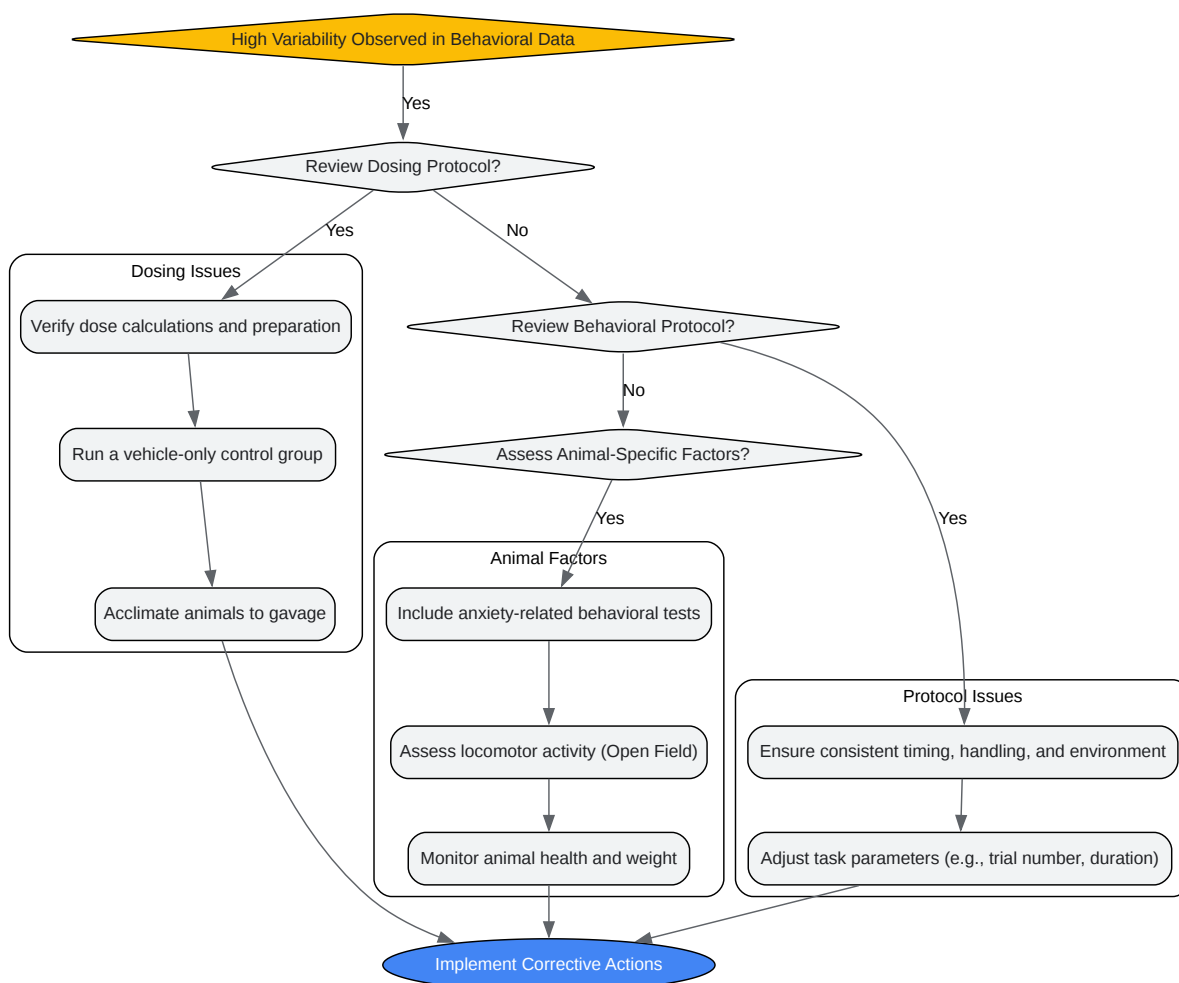 High Variability Observed in Behavioral Data
Yes
Review Dosing Protocol?
Yes
No
Dosing Issues
Verify dose calculations and preparation
Review Behavioral Protocol?
No
Run a vehicle-only control group
Assess Animal-Specific Factors?
Yes
Yes
Animal Factors
Acclimate animals to gavage
Include anxiety-related behavioral tests
Protocol Issues
Assess locomotor activity (Open Field)
Ensure consistent timing, handling, and environment
Monitor animal health and weight
Adjust task parameters (e.g., trial number, duration)
Implement Corrective Actions